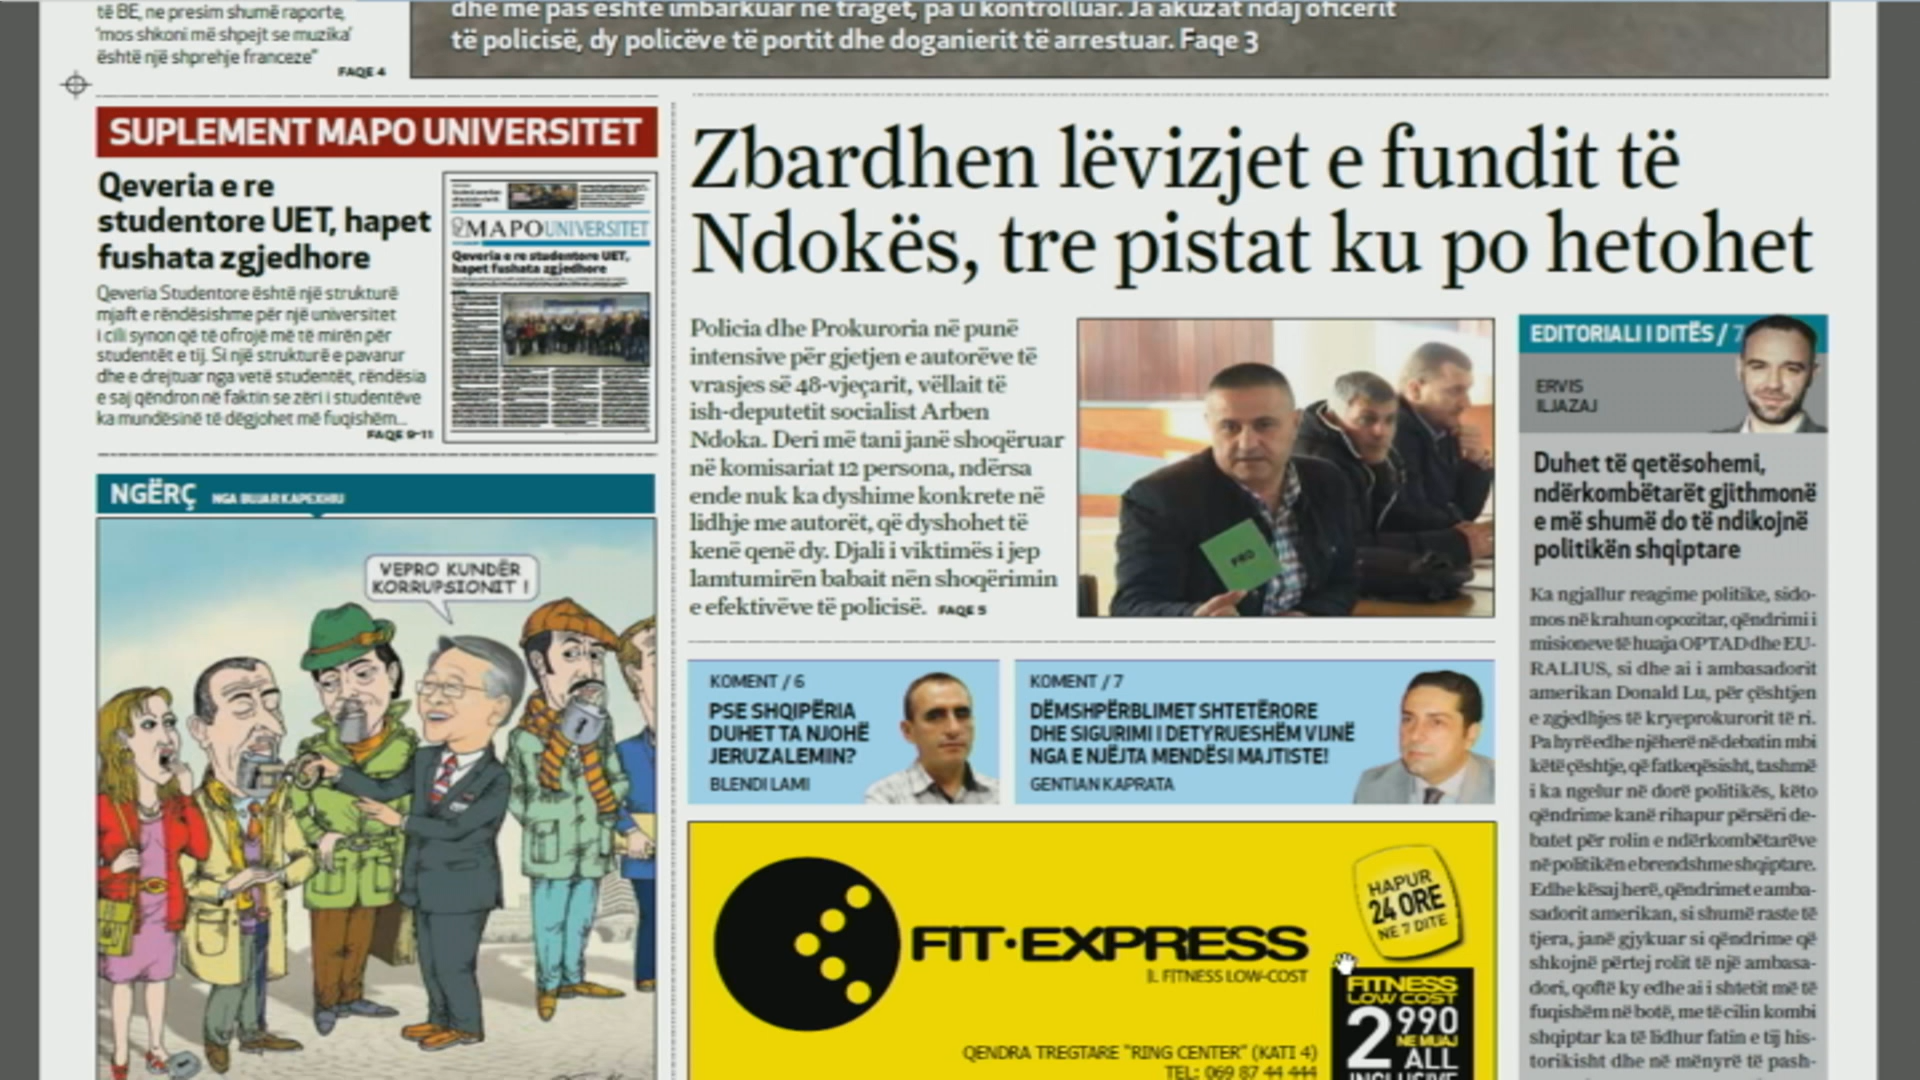 të BE, ne presim shumë raporte,
'mos shkoni më shpejt se muzika'
është një shprehje franceze"
FAQE 4
dhe më pas është imbarkuar në traget, pa u kontrolluar. Ja akuzat ndaj oficerit
të policisë, dy policëve të portit dhe doganierit të arrestuar. Faqe 3
SUPLEMENT MAPO UNIVERSITET
Qeveria e re
studentore UET, hapet
fushata zgjedhore
Qeveria Studentore është një strukturë
mjaft e rëndësishme për një universitet
i cili synon që të ofrojë më të mirën për
studentët e tij. Si një strukturë e pavarur
dhe e drejtuar nga vetë studentët, rëndësia
e saj qëndron në faktin se zëri i studentëve
ka mundësinë të dëgjohet më fuqishëm...
FAQE 9-11
MAPOUNIVERSITET
Qeveria e re studentore UET,
hapet fushata zgjedhore
NGËRÇ NGA BUJAR KAPEXHIU
VEPRO KUNDËR
KORRUPSIONIT !
Zbardhen lëvizjet e fundit të
Ndokës, tre pistat ku po hetohet
Policia dhe Prokuroria në punë
intensive për gjetjen e autorëve të
vrasjes së 48-vjeçarit, vëllait të
ish-deputetit socialist Arben
Ndoka. Deri më tani janë shoqëruar
në komisariat 12 persona, ndërsa
ende nuk ka dyshime konkrete në
lidhje me autorët, që dyshohet të
kenë qenë dy. Djali i viktimës i jep
lamtumirën babait nën shoqërimin
e efektivëve të policisë. FAQE 5
PRO
KOMENT / 6
PSE SHQIPËRIA
DUHET TA NJOHË
JERUZALEMIN?
BLENDI LAMI
KOMENT / 7
DËMSHPËRBLIMET SHTETËRORE
DHE SIGURIMI I DETYRUESHËM VIJNË
NGA E NJËJTA MENDËSI MAJTISTE!
GENTIAN KAPRATA
FIT·EXPRESS
IL FITNESS LOW-COST
HAPUR
24 ORE
NE 7 DITE
FITNESS
LOW COST
2990
NE MUAJ
ALL
INCLUSIVE
QENDRA TREGTARE "RING CENTER" (KATI 4)
TEL: 069 87 44 444
EDITORIALI I DITËS / 7
ERVIS
ILJAZAJ
Duhet të qetësohemi,
ndërkombëtarët gjithmonë
e më shumë do të ndikojnë
politikën shqiptare
Ka ngjallur reagime politike, sido-
mos në krahun opozitar, qëndrimi i
misioneve të huaja OPTAD dhe EU-
RALIUS, si dhe ai i ambasadorit
amerikan Donald Lu, për çështjen
e zgjedhjes të kryeprokurorit të ri.
Pa hyrë edhe njëherë në debatin mbi
këtë çështje, që fatkeqësisht, tashmë
i ka ngelur në dorë politikës, këto
qëndrime kanë rihapur përsëri de-
batet për rolin e ndërkombëtarëve
në politikën e brendshme shqiptare.
Edhe kësaj herë, qëndrimet e amba-
sadorit amerikan, si shumë raste të
tjera, janë gjykuar si qëndrime që
shkojnë përtej rolit të një ambasa-
dori, qoftë ky edhe ai i shtetit më të
fuqishëm në botë, me të cilin kombi
shqiptar ka të lidhur fatin e tij his-
torikisht dhe në mënyrë të pash-